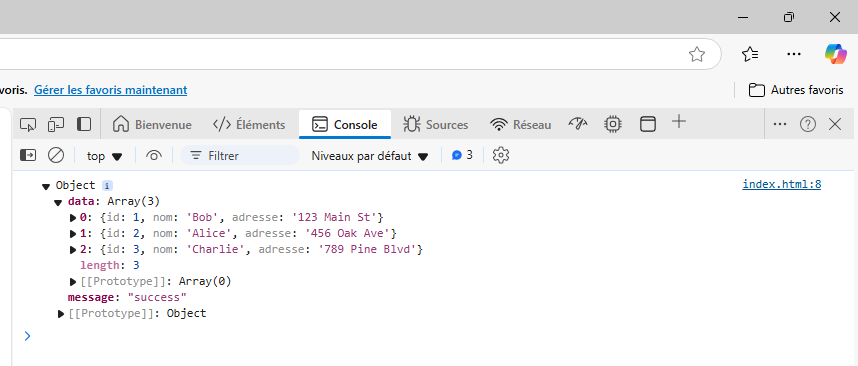 voris. Gérer les favoris maintenant Autres favoris
Bienvenue Éléments Console Sources Réseau
top Filtrer Niveaux par défaut 3
Object i index.html:8
data: Array(3)
0: {id: 1, nom: 'Bob', adresse: '123 Main St'}
1: {id: 2, nom: 'Alice', adresse: '456 Oak Ave'}
2: {id: 3, nom: 'Charlie', adresse: '789 Pine Blvd'}
length: 3
[[Prototype]]: Array(0)
message: "success"
[[Prototype]]: Object